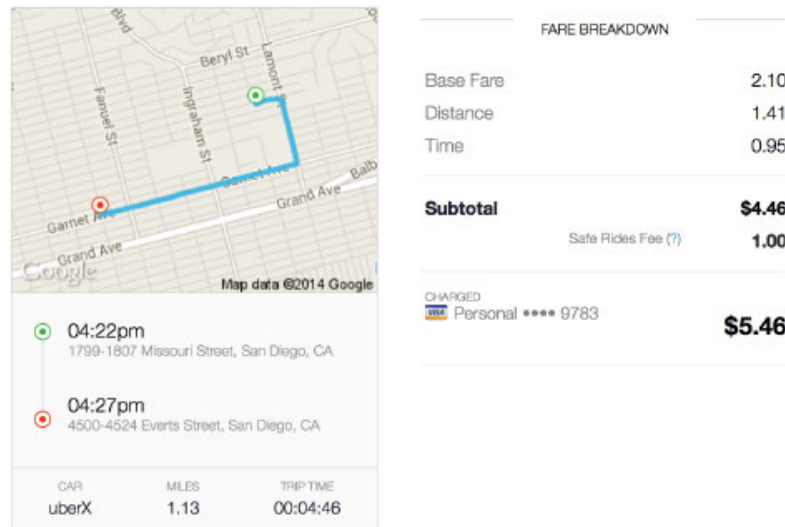 Blvd
Beryl St
Lamont St
Ingraham St
Fanuel St
Garnet Ave
Balb
Grand Ave
Garnet Ave
Grand Ave
Google
Map data ©2014 Google
04:22pm
1799-1807 Missouri Street, San Diego, CA
04:27pm
4500-4524 Everts Street, San Diego, CA
CAR MILES TRIP TIME
uberX 1.13 00:04:46
FARE BREAKDOWN
Base Fare 2.10
Distance 1.41
Time 0.95
Subtotal $4.46
Safe Rides Fee (?) 1.00
CHARGED
VISA Personal •••• 9783 $5.46